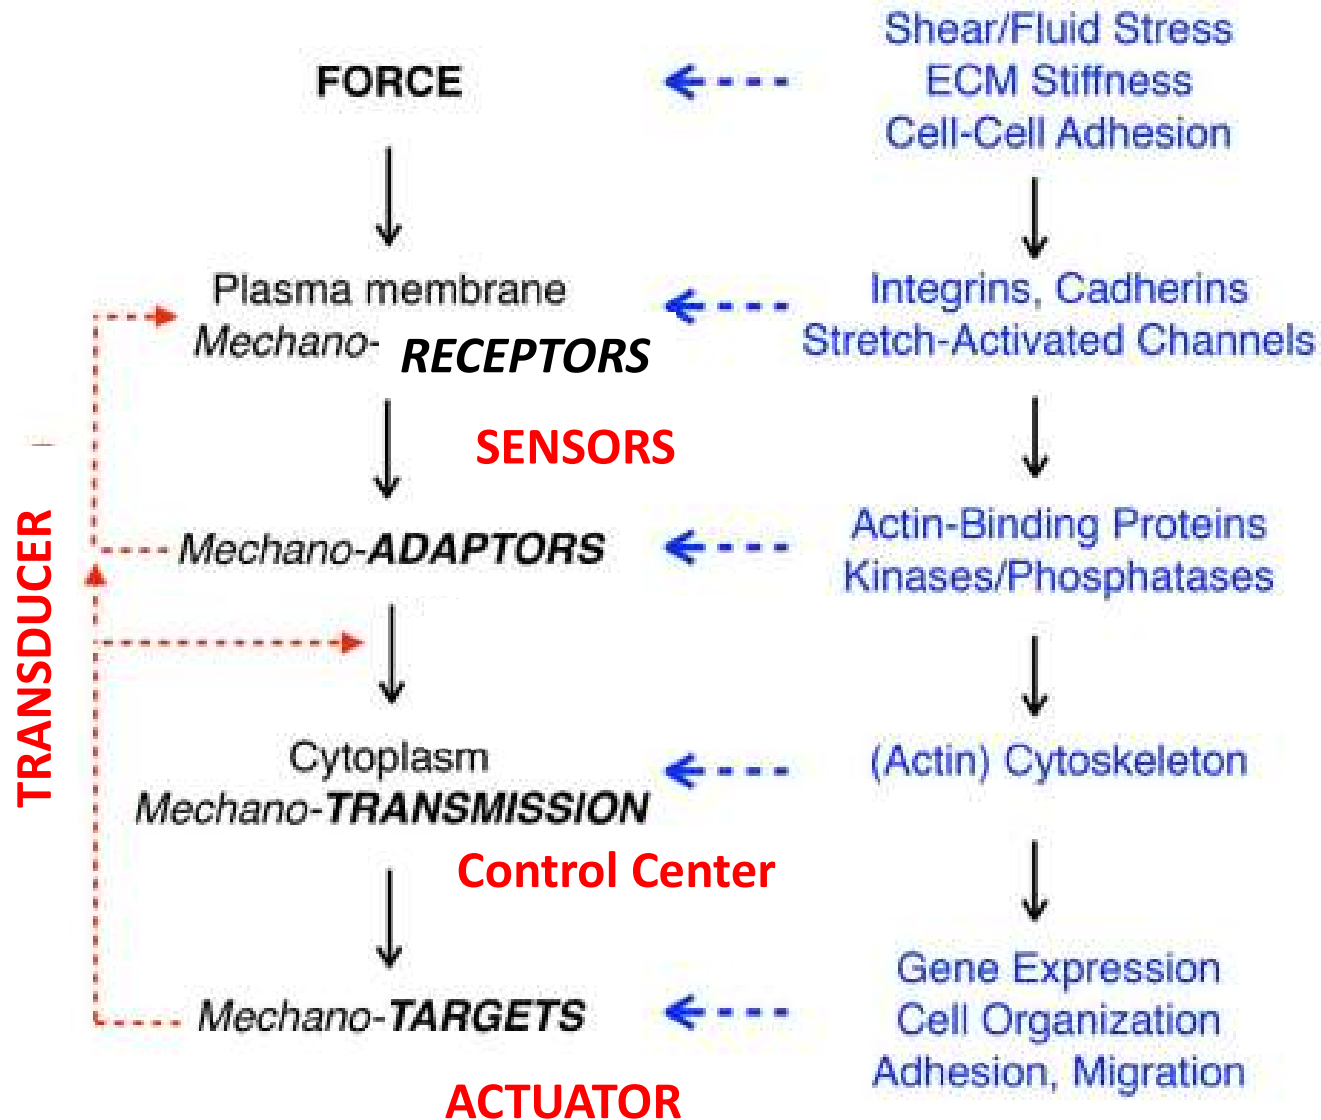 Shear/Fluid Stress
FORCE
ECM Stiffness
Cell-Cell Adhesion
Plasma membrane
Mechano-
RECEPTORS
Integrins, Cadherins
Stretch-Activated Channels
SENSORS
TRANSDUCER
Mechano-ADAPTORS
Actin-Binding Proteins
Kinases/Phosphatases
Cytoplasm
Mechano-TRANSMISSION
(Actin) Cytoskeleton
Control Center
Mechano-TARGETS
Gene Expression
Cell Organization
Adhesion, Migration
ACTUATOR